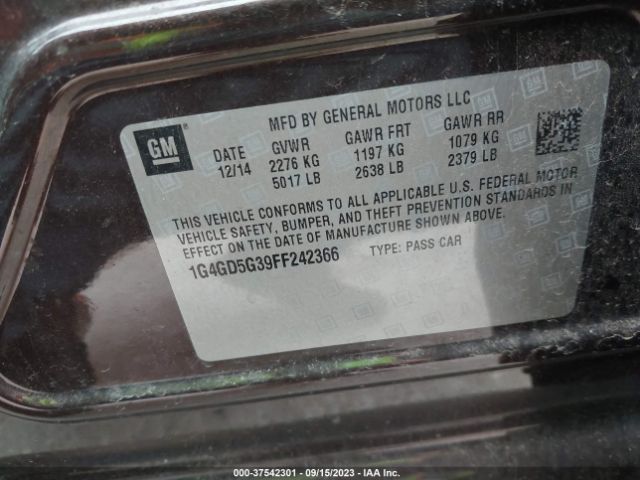 MFD BY GENERAL MOTORS LLC
GM
DATE GVWR GAWR FRT GAWR RR
12/14 2276 KG 1197 KG 1079 KG
5017 LB 2638 LB 2379 LB
THIS VEHICLE CONFORMS TO ALL APPLICABLE U.S. FEDERAL MOTOR
VEHICLE SAFETY, BUMPER, AND THEFT PREVENTION STANDARDS IN
EFFECT ON THE DATE OF MANUFACTURE SHOWN ABOVE.
1G4GD5G39FF242366 TYPE: PASS CAR
000-37542301 - 09/15/2023 - IAA Inc.